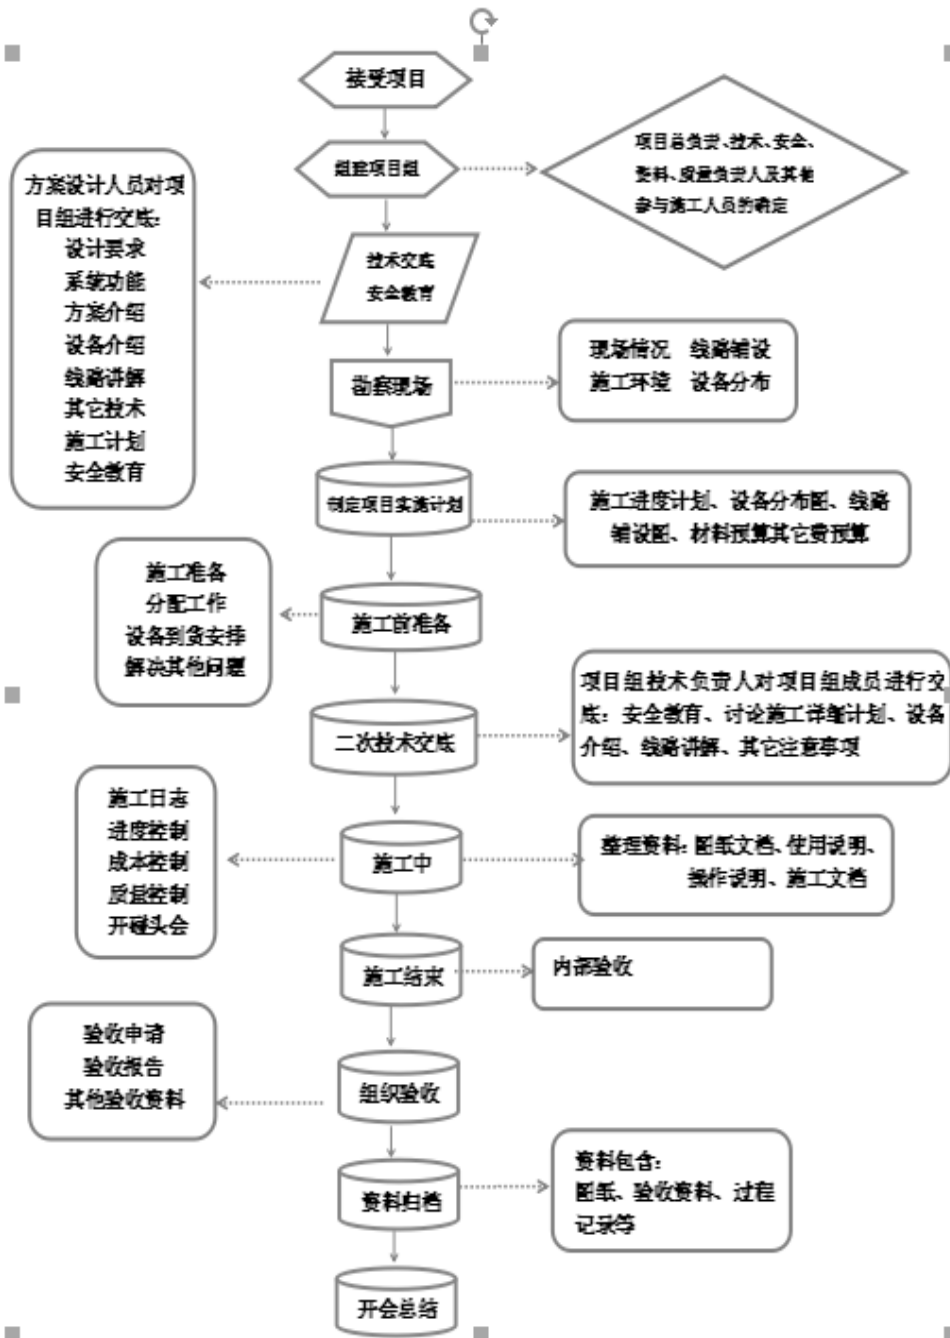 接受项目
组建项目组
项目总负责、技术、安全、
资料、质量负责人及其他
参与施工人员的确定
方案设计人员对项
目组进行交底：
设计要求
系统功能
方案介绍
设备介绍
线路讲解
其它技术
施工计划
安全教育
技术交底
安全教育
勘察现场
现场情况　线路铺设
施工环境　设备分布
制定项目实施计划
施工进度计划、设备分布图、线路
铺设图、材料预算其它费预算
施工准备
分配工作
设备到货安排
解决其他问题
施工前准备
二次技术交底
项目组技术负责人对项目组成员进行交
底：安全教育、讨论施工详细计划、设备
介绍、线路讲解、其它注意事项
施工日志
进度控制
成本控制
质量控制
开碰头会
施工中
整理资料：图纸文档、使用说明、
操作说明、施工文档
施工结束
内部验收
验收申请
验收报告
其他验收资料
组织验收
资料归档
资料包含：
图纸、验收资料、过程
记录等
开会总结